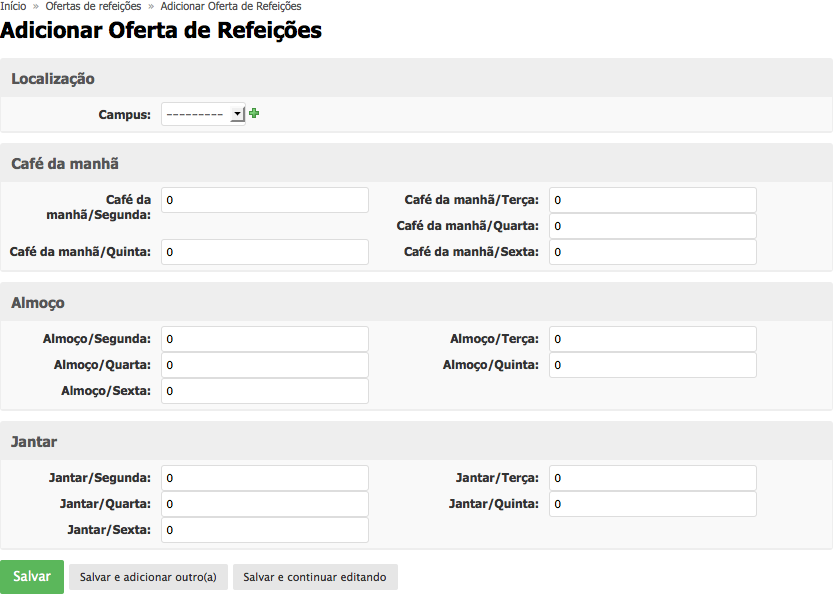 Início » Ofertas de refeições » Adicionar Oferta de Refeições
Adicionar Oferta de Refeições
Localização
Campus: ---------
Café da manhã
Café da manhã/Segunda: 0 Café da manhã/Terça: 0
Café da manhã/Quarta: 0
Café da manhã/Quinta: 0 Café da manhã/Sexta: 0
Almoço
Almoço/Segunda: 0 Almoço/Terça: 0
Almoço/Quarta: 0 Almoço/Quinta: 0
Almoço/Sexta: 0
Jantar
Jantar/Segunda: 0 Jantar/Terça: 0
Jantar/Quarta: 0 Jantar/Quinta: 0
Jantar/Sexta: 0
Salvar Salvar e adicionar outro(a) Salvar e continuar editando